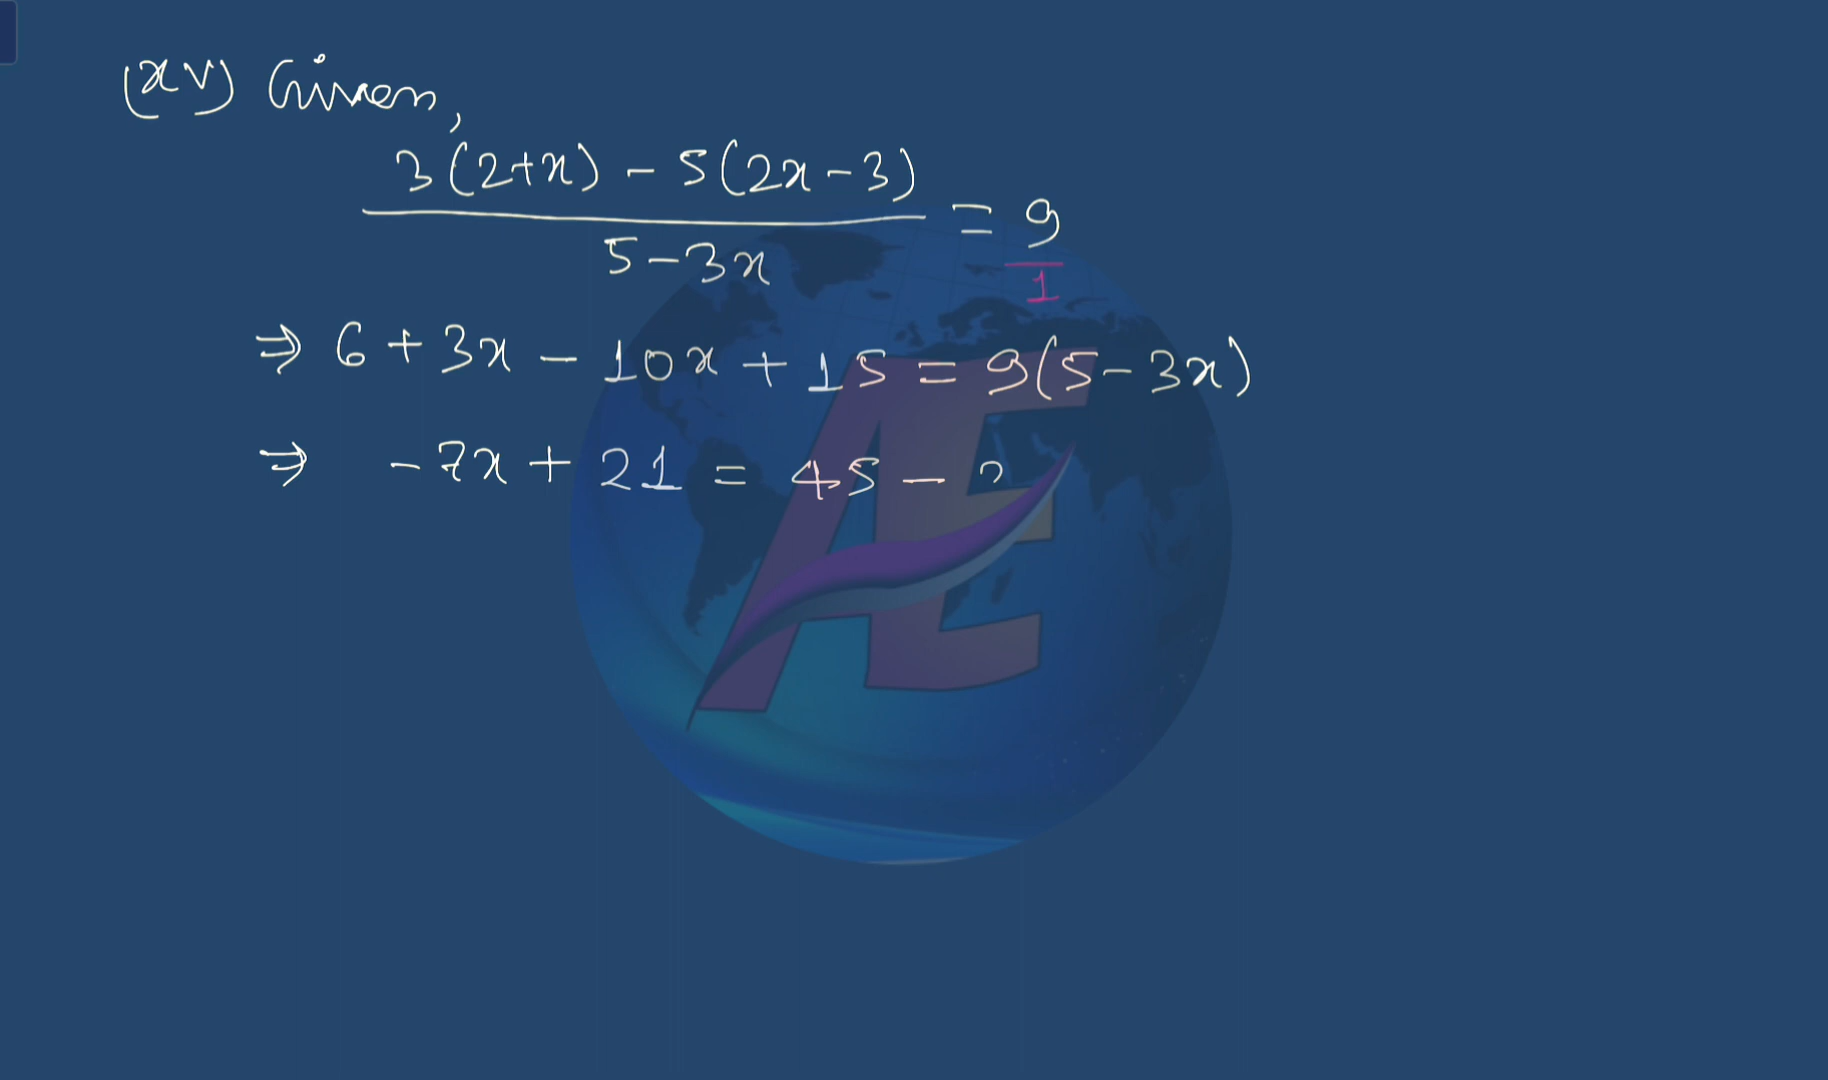 (xv) Given,
3(2+x) - 5(2x-3)
5-3x
= 9
1
⇒ 6 + 3x - 10x + 15 = 9(5-3x)
⇒ -7x + 21 = 45 - 2
Æ